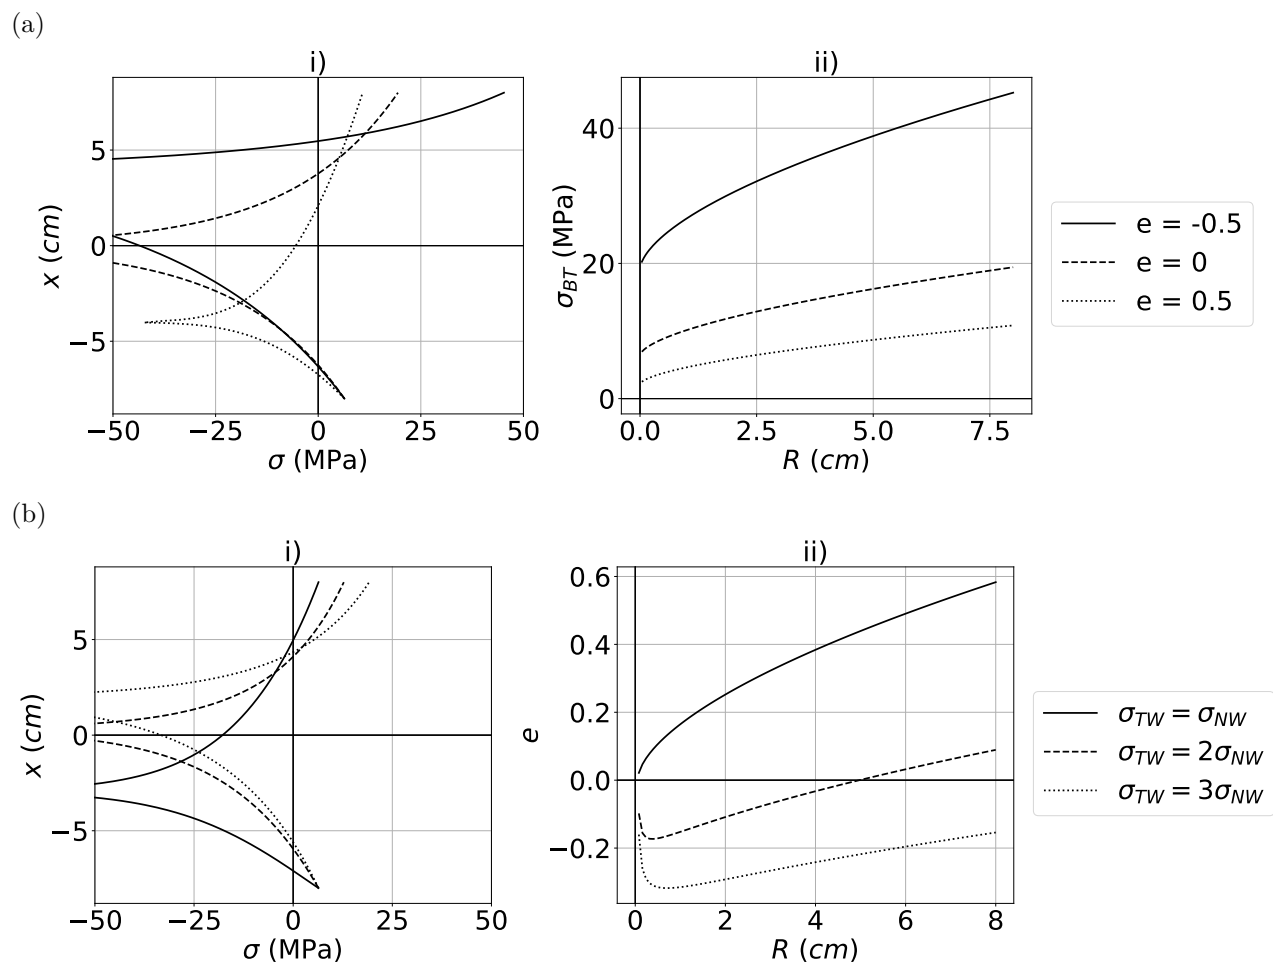 (a)
i)
ii)
5
0
−5
x (cm)
−50
−25
0
25
50
σ (MPa)
40
20
0
σ_BT (MPa)
0.0
2.5
5.0
7.5
R (cm)
e = -0.5
e = 0
e = 0.5
(b)
i)
ii)
5
0
−5
x (cm)
−50
−25
0
25
50
σ (MPa)
0.6
0.4
0.2
0.0
−0.2
e
0
2
4
6
8
R (cm)
σ_TW = σ_NW
σ_TW = 2σ_NW
σ_TW = 3σ_NW